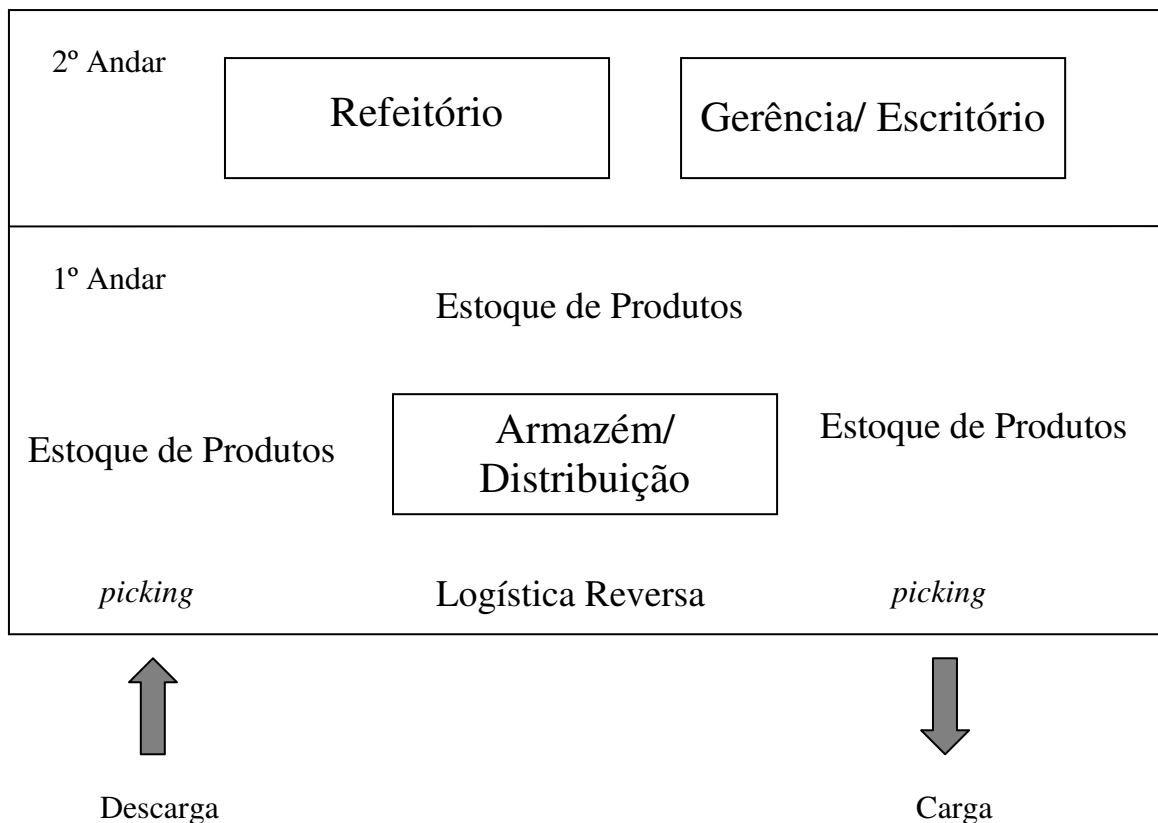 2º Andar
Refeitório
Gerência/ Escritório
1º Andar
Estoque de Produtos
Estoque de Produtos
Armazém/
Distribuição
Estoque de Produtos
picking
Logística Reversa
picking
Descarga
Carga